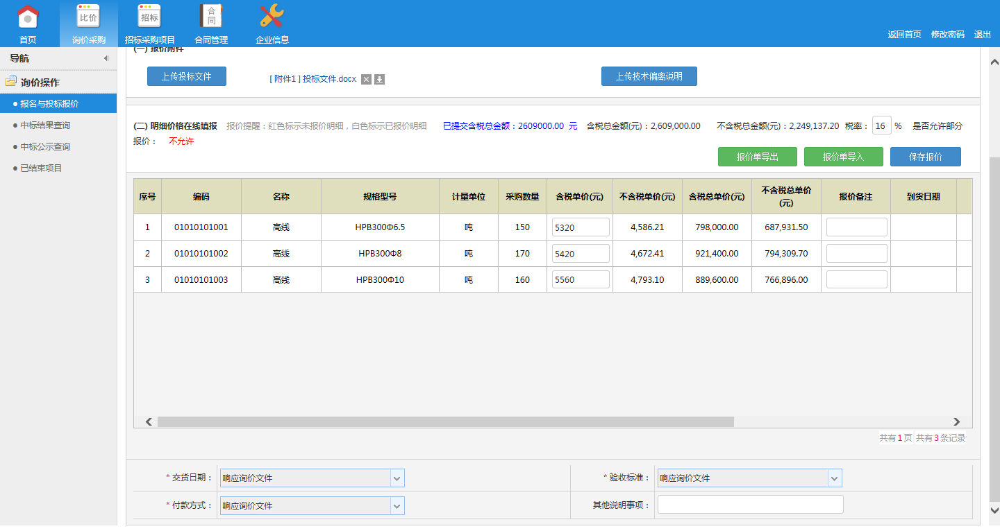 比价
招标
合同
首页
询价采购
招标采购项目
合同管理
企业信息
返回首页
修改密码
退出
导航
询价操作
报名与投标报价
中标结果查询
中标公示查询
已结束项目
(一) 报价附件
上传投标文件
[ 附件1 ] 投标文件.docx
上传技术偏离说明
(二) 明细价格在线填报 报价提醒：红色标示未报价明细，白色标示已报价明细 已提交含税总金额：2609000.00 元 含税总金额(元)：2,609,000.00 不含税总金额(元)：2,249,137.20 税率： 16 % 是否允许部分
报价： 不允许
报价单导出 报价单导入 保存报价
序号 编码 名称 规格型号 计量单位 采购数量 含税单价(元) 不含税单价(元) 含税总单价(元) 不含税总单价(元) 报价备注 到货日期
1 01010101001 高线 HPB300Φ6.5 吨 150 5320 4,586.21 798,000.00 687,931.50
2 01010101002 高线 HPB300Φ8 吨 170 5420 4,672.41 921,400.00 794,309.70
3 01010101003 高线 HPB300Φ10 吨 160 5560 4,793.10 889,600.00 766,896.00
共有1页 共有3条记录
* 交货日期： 响应询价文件 * 验收标准： 响应询价文件
* 付款方式： 响应询价文件 其他说明事项：